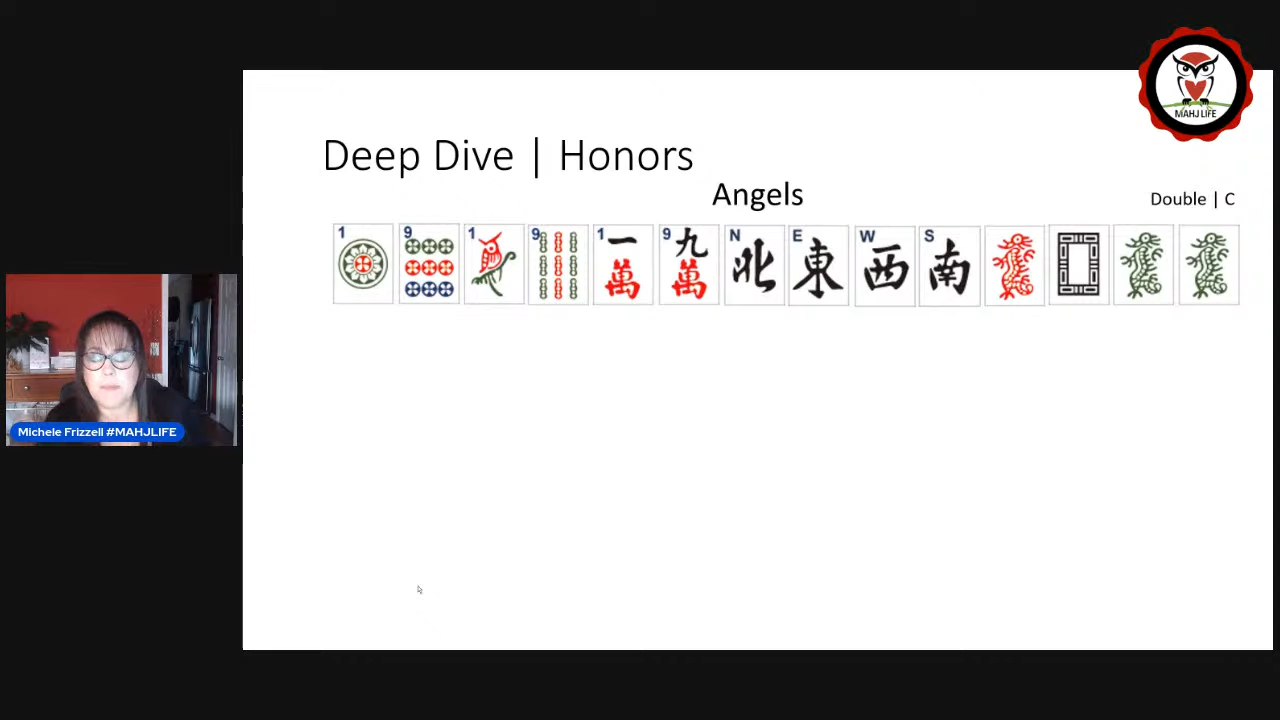 MAHJ LIFE
Deep Dive | Honors
Angels
Double | C
1 9 1 9 1 一 萬 9 九 萬 N 北 E 東 W 西 S 南
Michele Frizzell #MAHJLIFE